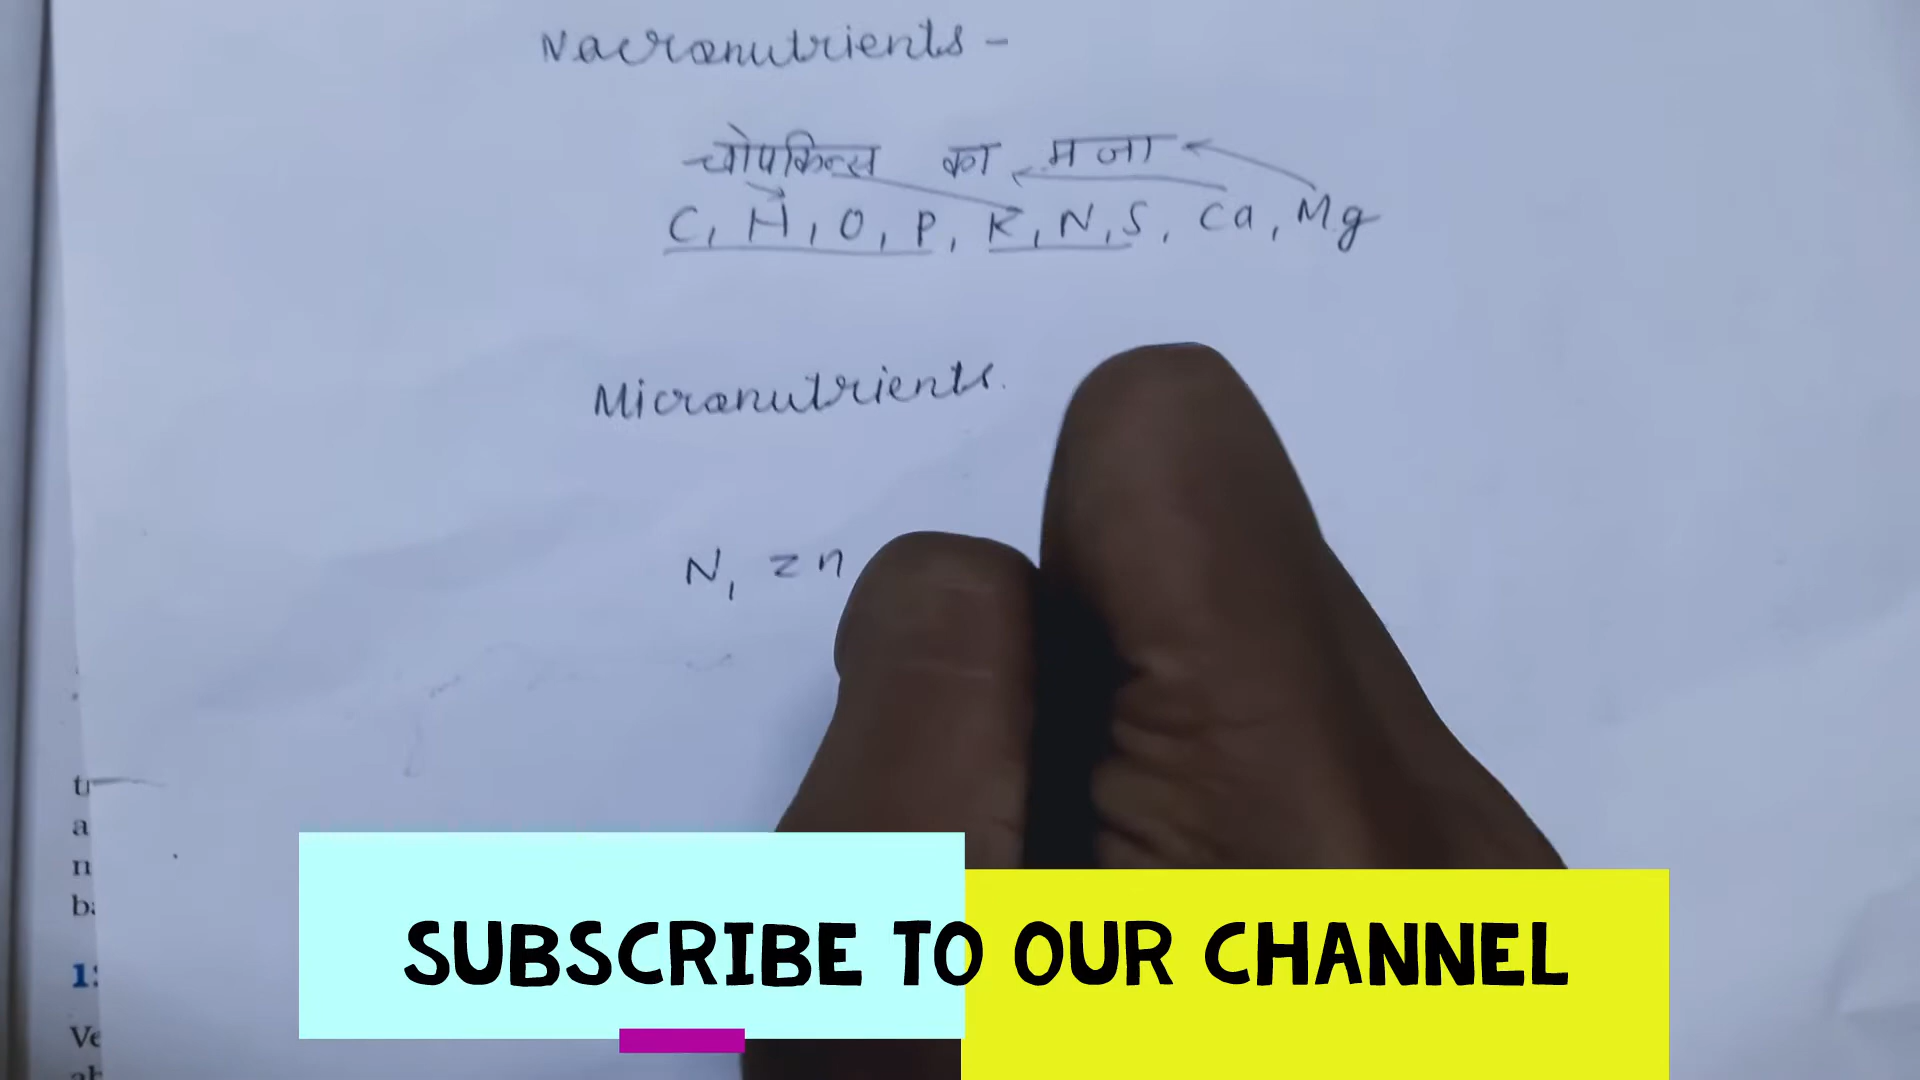 Macronutrients -
चोपकिन्स का मजा
C, H, O, P, K, N, S, Ca, Mg
Micronutrients.
N, zn
SUBSCRIBE TO OUR CHANNEL